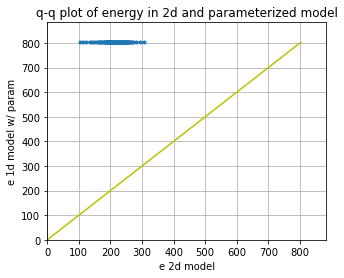 q-q plot of energy in 2d and parameterized model
800
700
600
500
400
300
200
100
0
e 1d model w/ param
0 100 200 300 400 500 600 700 800
e 2d model